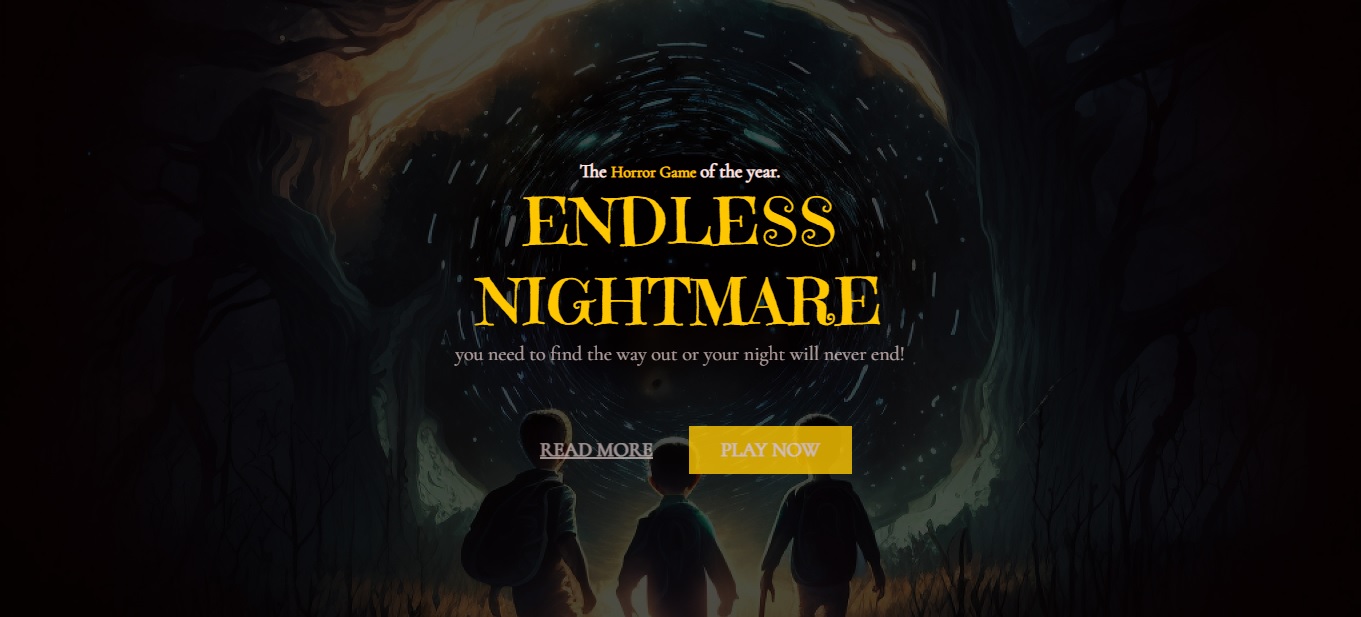 The Horror Game of the year.
ENDLESS
NIGHTMARE
you need to find the way out or your night will never end!
READ MORE PLAY NOW